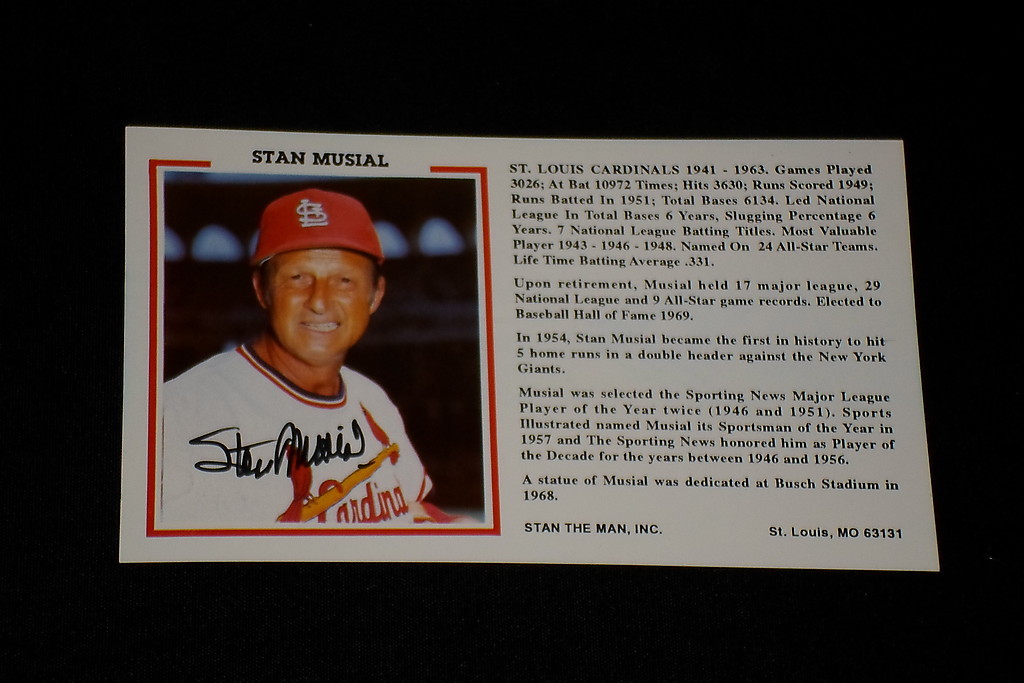 STAN MUSIAL
StL
Stan Musial
Cardina
ST. LOUIS CARDINALS 1941 - 1963. Games Played
3026; At Bat 10972 Times; Hits 3630; Runs Scored 1949;
Runs Batted In 1951; Total Bases 6134. Led National
League In Total Bases 6 Years, Slugging Percentage 6
Years. 7 National League Batting Titles. Most Valuable
Player 1943 - 1946 - 1948. Named On 24 All-Star Teams.
Life Time Batting Average .331.
Upon retirement, Musial held 17 major league, 29
National League and 9 All-Star game records. Elected to
Baseball Hall of Fame 1969.
In 1954, Stan Musial became the first in history to hit
5 home runs in a double header against the New York
Giants.
Musial was selected the Sporting News Major League
Player of the Year twice (1946 and 1951). Sports
Illustrated named Musial its Sportsman of the Year in
1957 and The Sporting News honored him as Player of
the Decade for the years between 1946 and 1956.
A statue of Musial was dedicated at Busch Stadium in
1968.
STAN THE MAN, INC. St. Louis, MO 63131